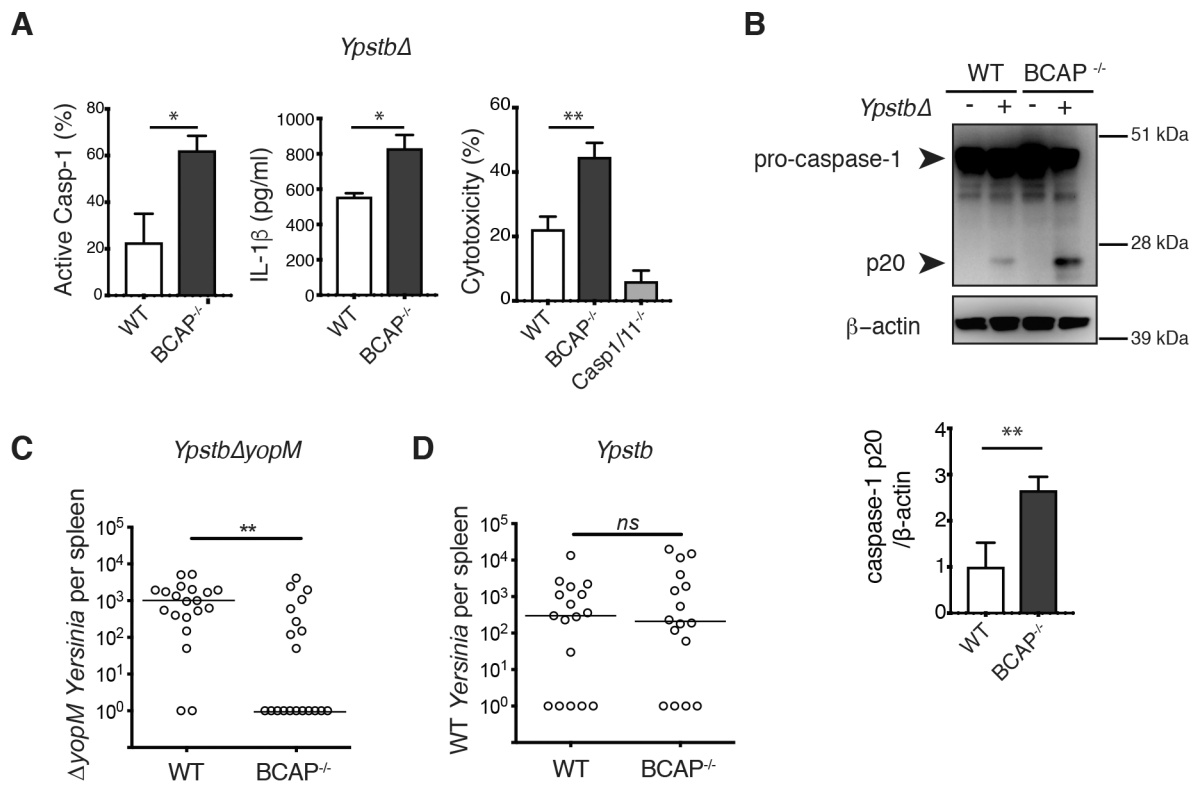 A
YpstbΔ
Active Casp-1 (%)
80
60
40
20
0
*
WT
BCAP-/-
IL-1β (pg/ml)
1000
800
600
400
200
0
*
WT
BCAP-/-
Cytotoxicity (%)
60
40
20
0
**
WT
BCAP-/-
Casp1/11-/-
B
WT BCAP -/-
YpstbΔ - + - +
pro-caspase-1
51 kDa
28 kDa
p20
β–actin
39 kDa
caspase-1 p20
/β-actin
4
3
2
1
0
**
WT
BCAP-/-
C
YpstbΔyopM
ΔyopM Yersinia per spleen
10^5
10^4
10^3
10^2
10^1
10^0
**
WT BCAP-/-
D
Ypstb
WT Yersinia per spleen
10^5
10^4
10^3
10^2
10^1
10^0
ns
WT BCAP-/-